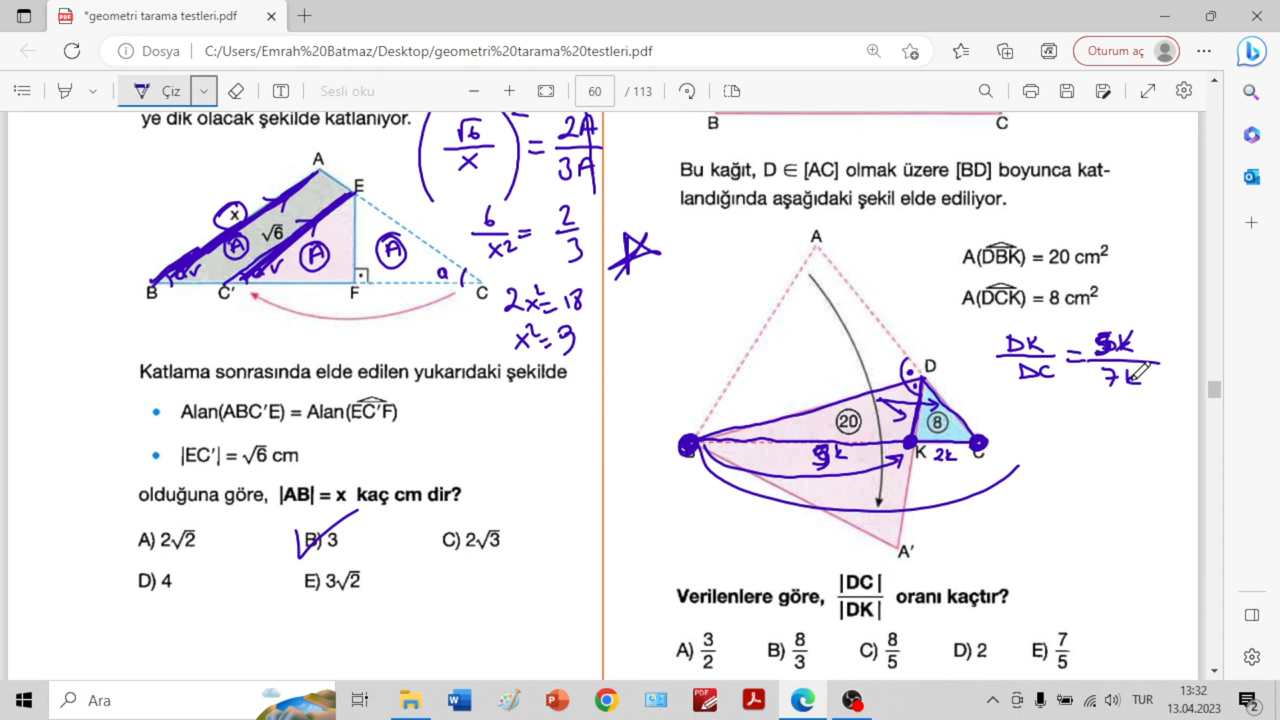 *geometri tarama testleri.pdf
Dosya
C:/Users/Emrah%20Batmaz/Desktop/geometri%20tarama%20testleri.pdf
Oturum aç
Çiz
Sesli oku
60 / 113
ye dik olacak şekilde katlanıyor.
√6 / x = 2A / 3A
A
E
x
√6
A
A
A
a
B
C'
F
C
6 / x2 = 2 / 3
2x² = 18
x² = 9
Katlama sonrasında elde edilen yukarıdaki şekilde
• Alan(ABC'E) = Alan(EC'F)
• |EC'| = √6 cm
olduğuna göre, |AB| = x kaç cm dir?
A) 2√2
B) 3
C) 2√3
D) 4
E) 3√2
B
C
Bu kağıt, D ∈ [AC] olmak üzere [BD] boyunca kat-
landığında aşağıdaki şekil elde ediliyor.
A
A(DBK) = 20 cm²
A(DCK) = 8 cm²
DK / DC = 5k / 7k
D
20
8
K
5k
2k
A'
Verilenlere göre, |DC| / |DK| oranı kaçtır?
A) 3/2
B) 8/3
C) 8/5
D) 2
E) 7/5
Ara
TUR
13:32
13.04.2023
2